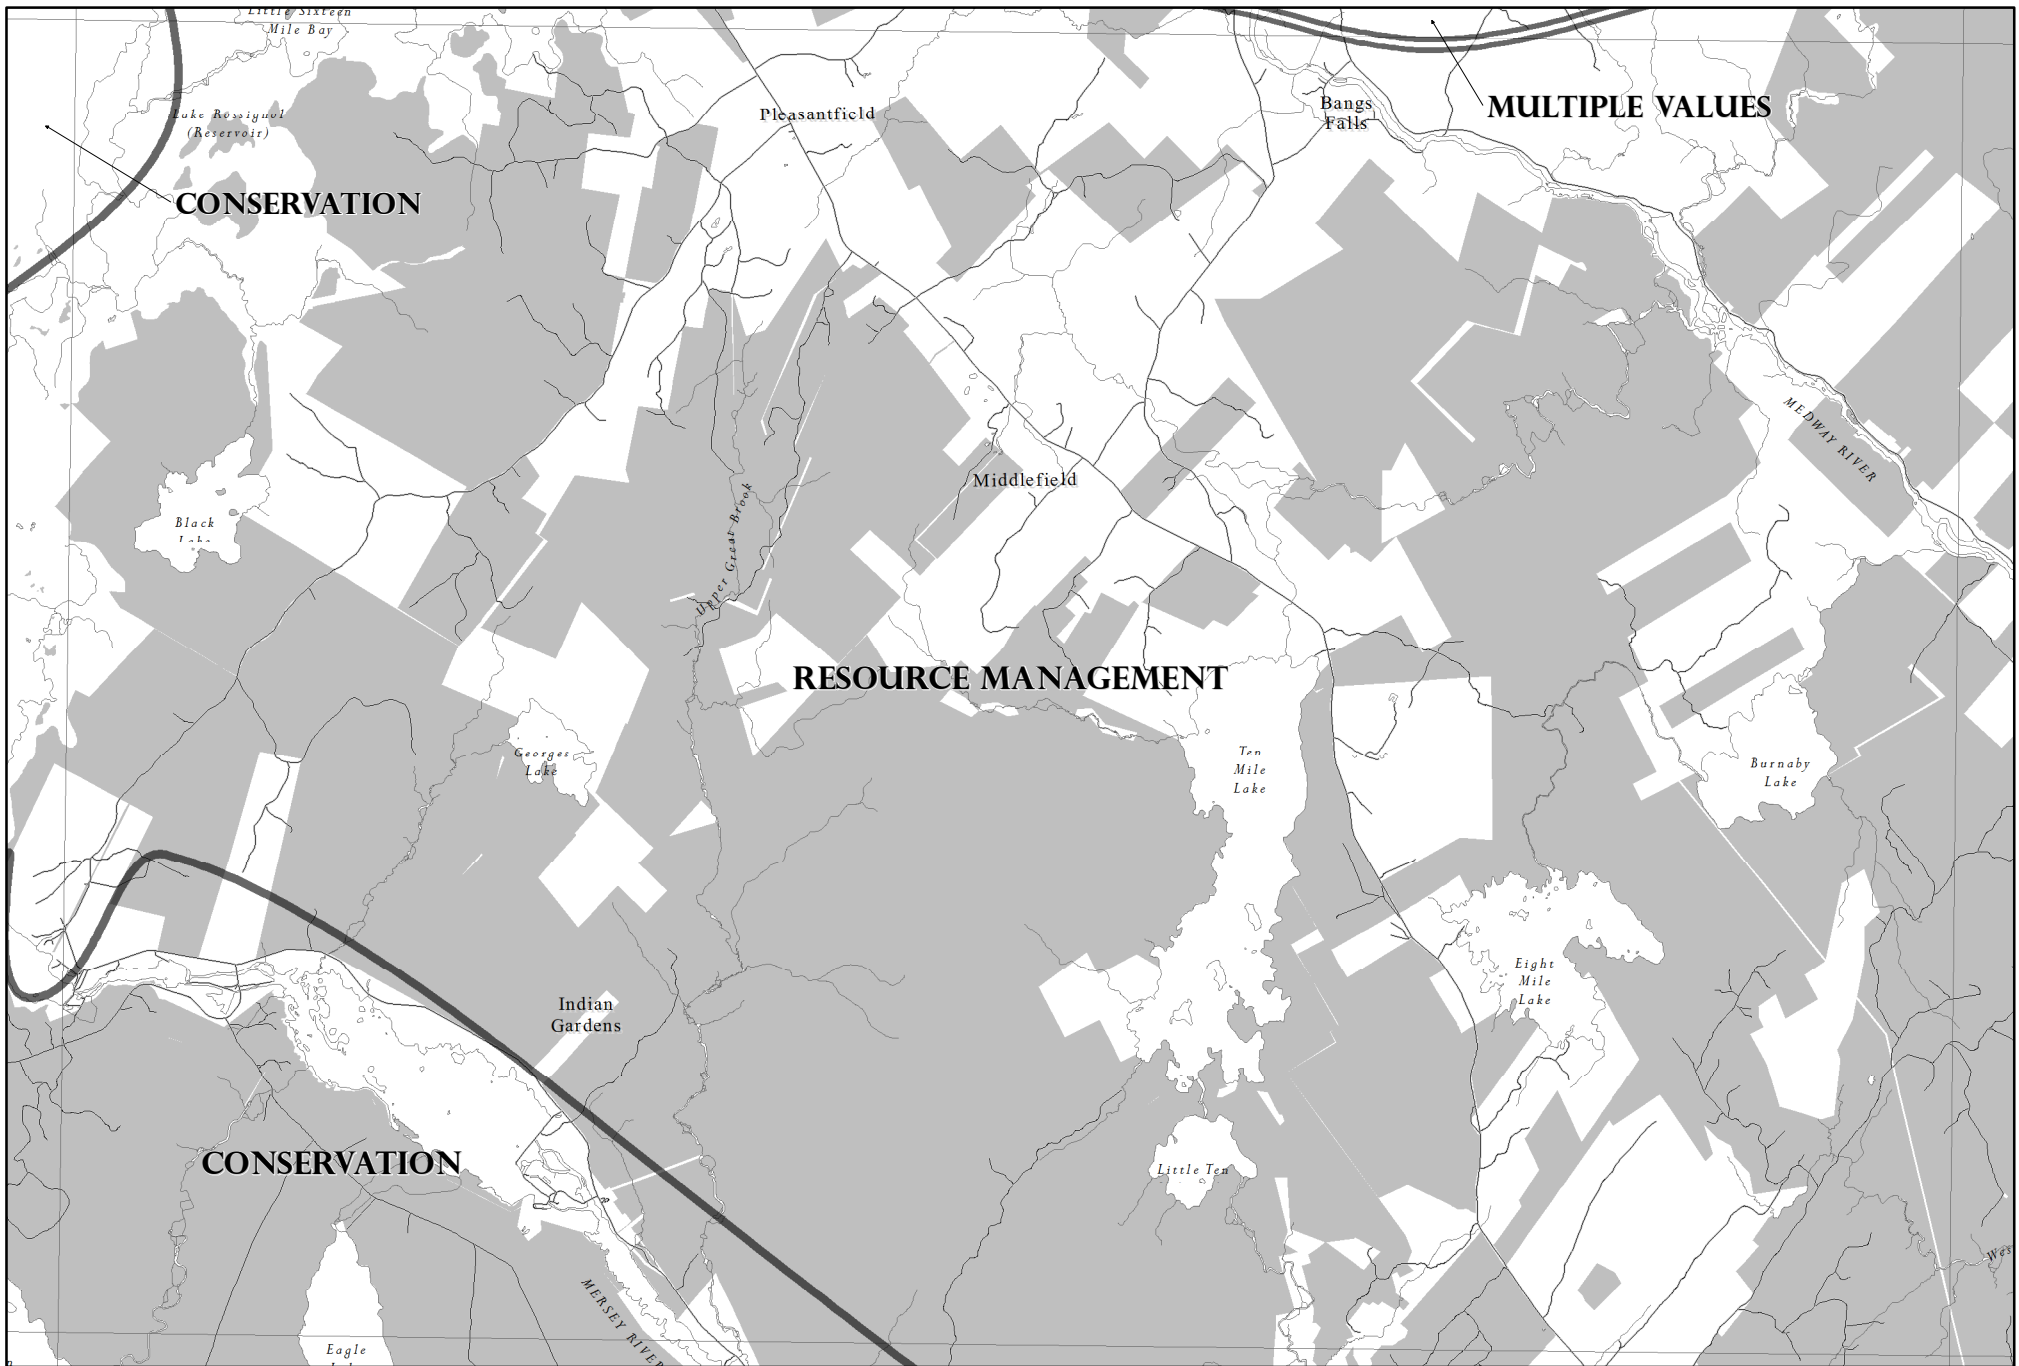 Little Sixteen
Mile Bay
Lake Rossignol
(Reservoir)
CONSERVATION
Pleasantfield
Bangs
Falls
MULTIPLE VALUES
MEDWAY RIVER
Middlefield
Black
Lake
Upper Great Brook
RESOURCE MANAGEMENT
Georges
Lake
Ten
Mile
Lake
Burnaby
Lake
Eight
Mile
Lake
Indian
Gardens
CONSERVATION
Little Ten
MERSEY RIVER
Wes
Eagle